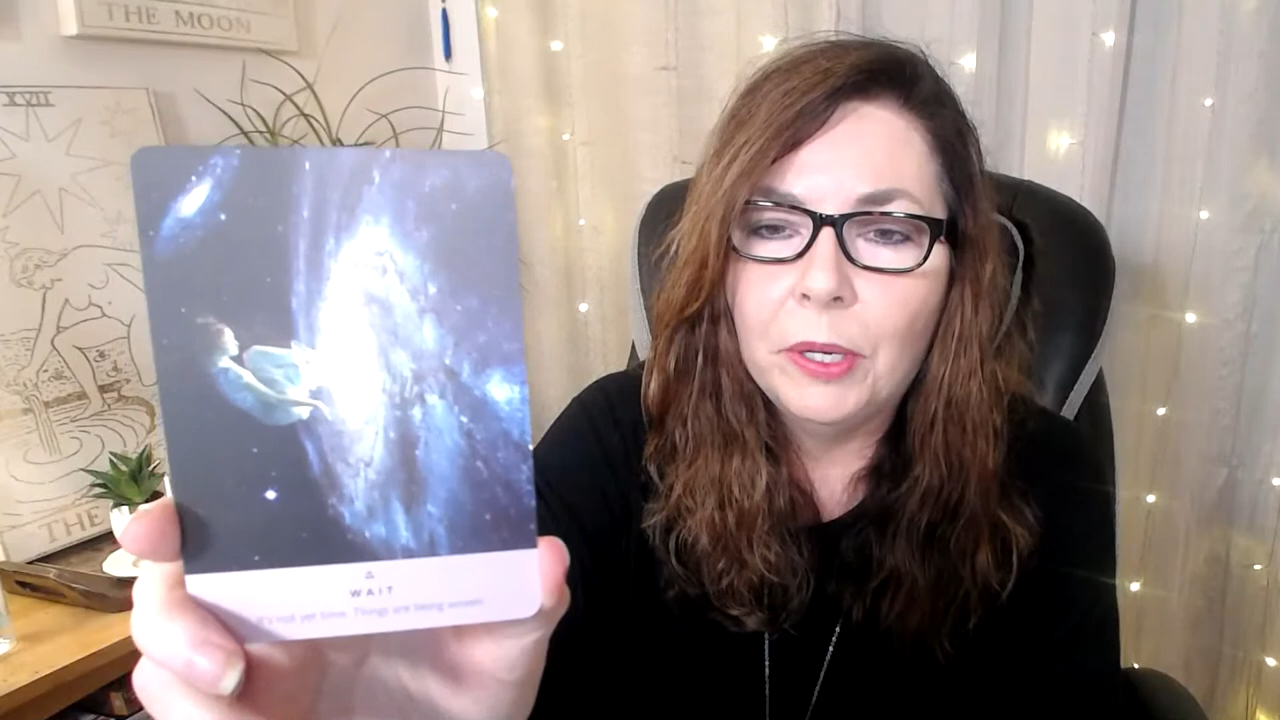 THE MOON
XVII
THE
WAIT
it's not yet time. Things are being woven